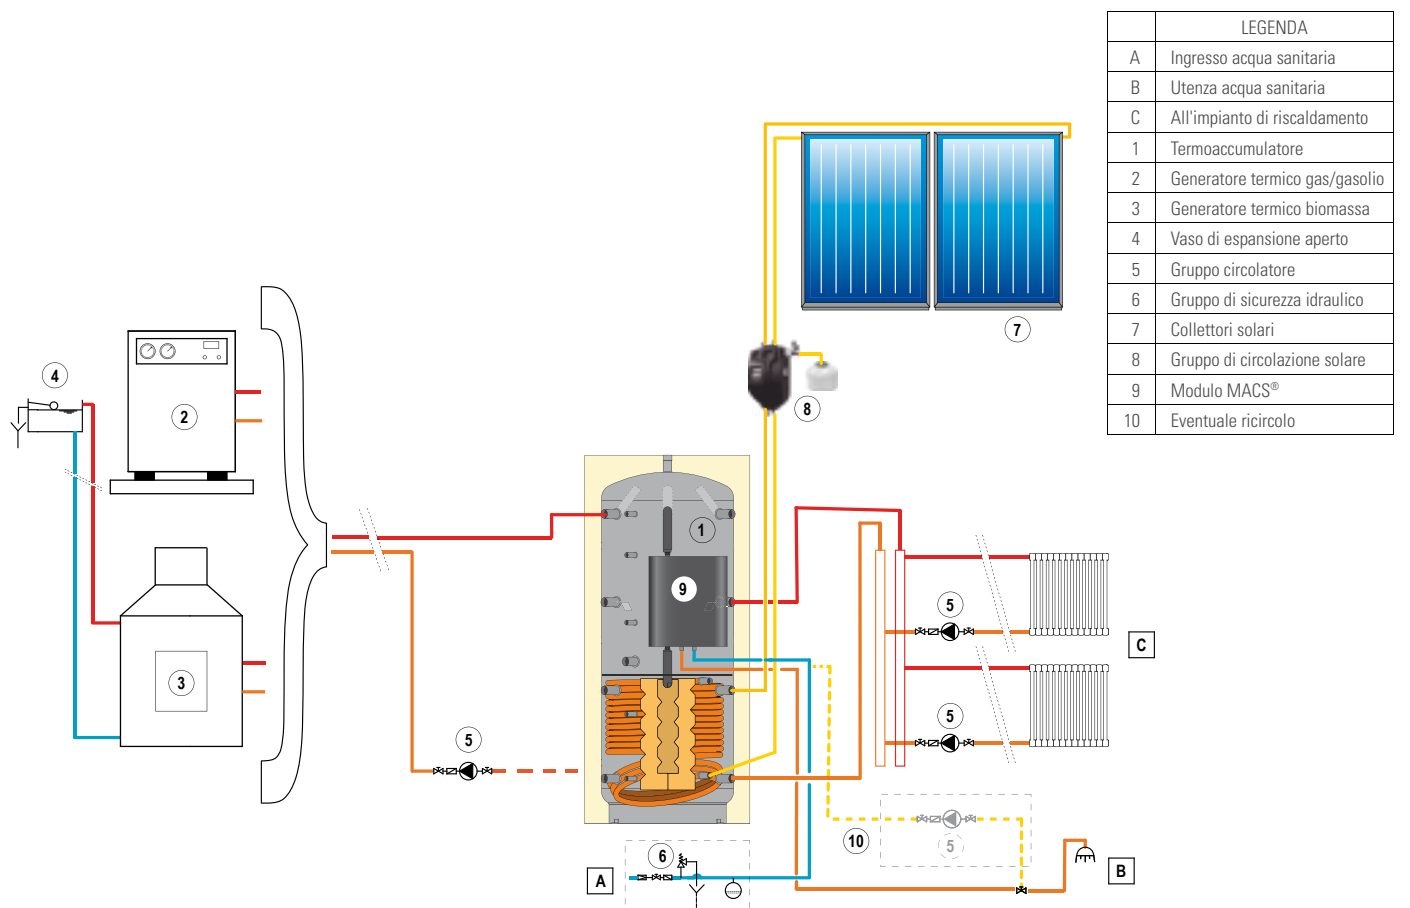 LEGENDA
A Ingresso acqua sanitaria
B Utenza acqua sanitaria
C All'impianto di riscaldamento
1 Termoaccumulatore
2 Generatore termico gas/gasolio
3 Generatore termico biomassa
4 Vaso di espansione aperto
5 Gruppo circolatore
6 Gruppo di sicurezza idraulico
7 Collettori solari
8 Gruppo di circolazione solare
9 Modulo MACS®
10 Eventuale ricircolo
7
4
8
2
1
9
5
C
3
5
5
10
5
6
A
B